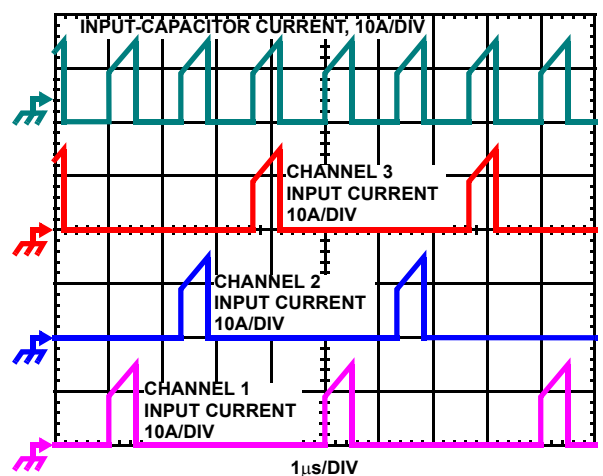 INPUT-CAPACITOR CURRENT, 10A/DIV
CHANNEL 3
INPUT CURRENT
10A/DIV
CHANNEL 2
INPUT CURRENT
10A/DIV
CHANNEL 1
INPUT CURRENT
10A/DIV
1μs/DIV